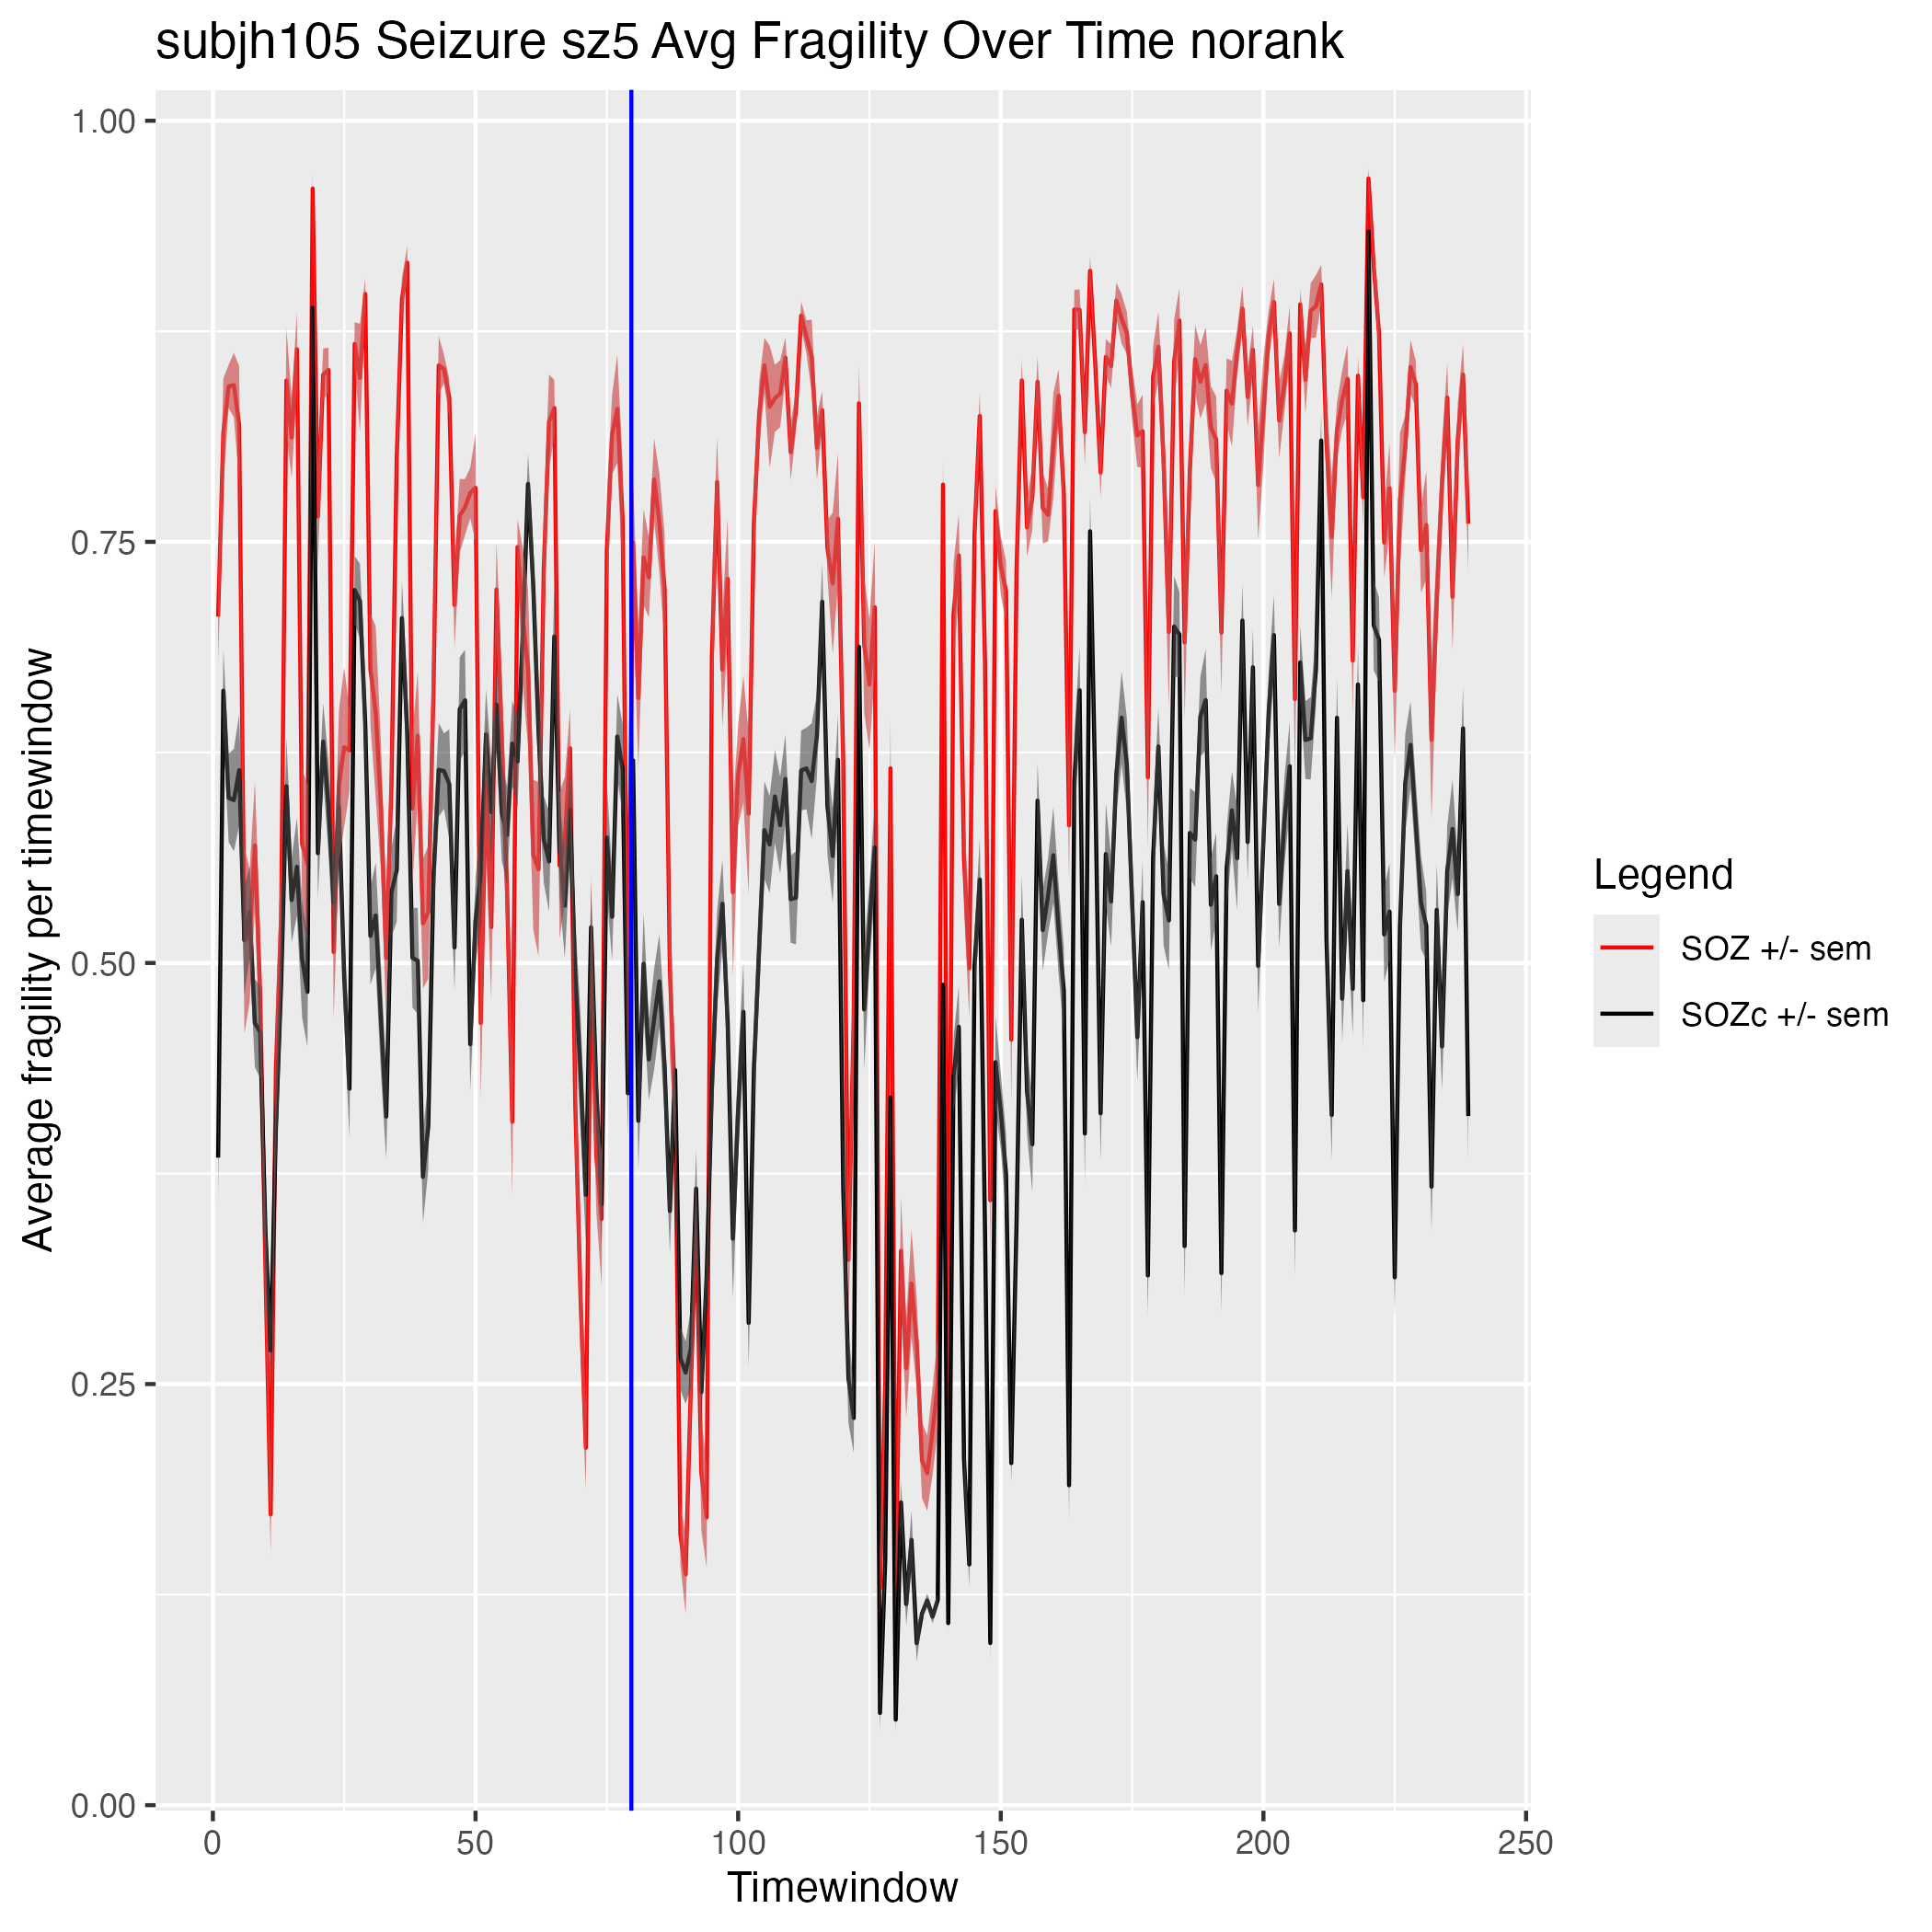 subjh105 Seizure sz5 Avg Fragility Over Time norank
1.00
0.75
0.50
0.25
0.00
Average fragility per timewindow
0 50 100 150 200 250
Timewindow
Legend
SOZ +/- sem
SOZc +/- sem